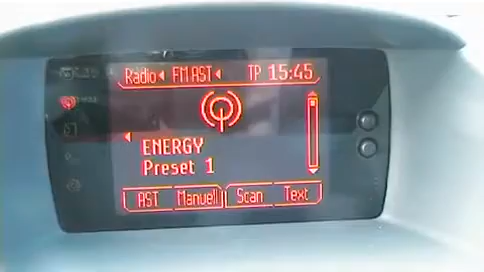 Radio FM AST TP 15:45
ENERGY
Preset 1
AST Manuell Scan Text